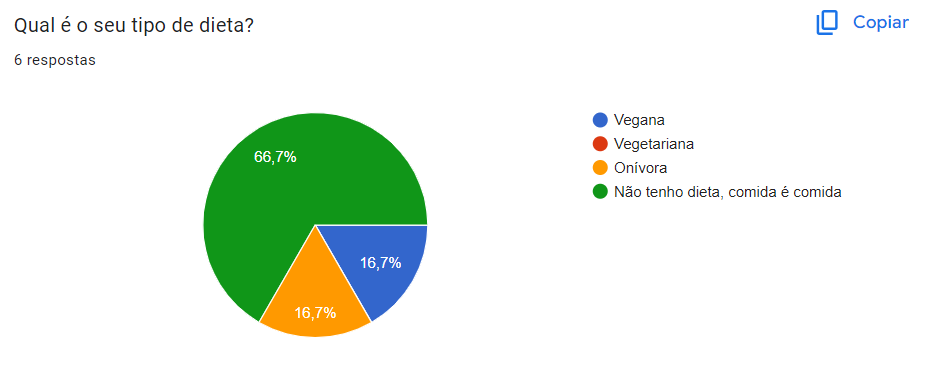 Qual é o seu tipo de dieta?
Copiar
6 respostas
66,7%
16,7%
16,7%
Vegana
Vegetariana
Onívora
Não tenho dieta, comida é comida